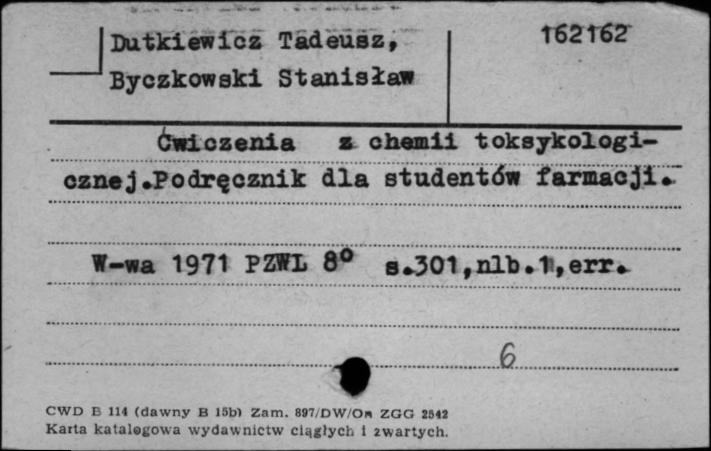 Dutkiewicz Tadeusz, 162162
Byczkowski Stanisław
Ćwiczenia z chemii toksykologi-
cznej.Podręcznik dla studentów farmacji.
W-wa 1971 PZWL 8° s.301,nlb.1,err.
6
CWD B 114 (dawny B 15b) Zam. 897/DW/Om ZGG 2542
Karta katalogowa wydawnictw ciągłych i zwartych.